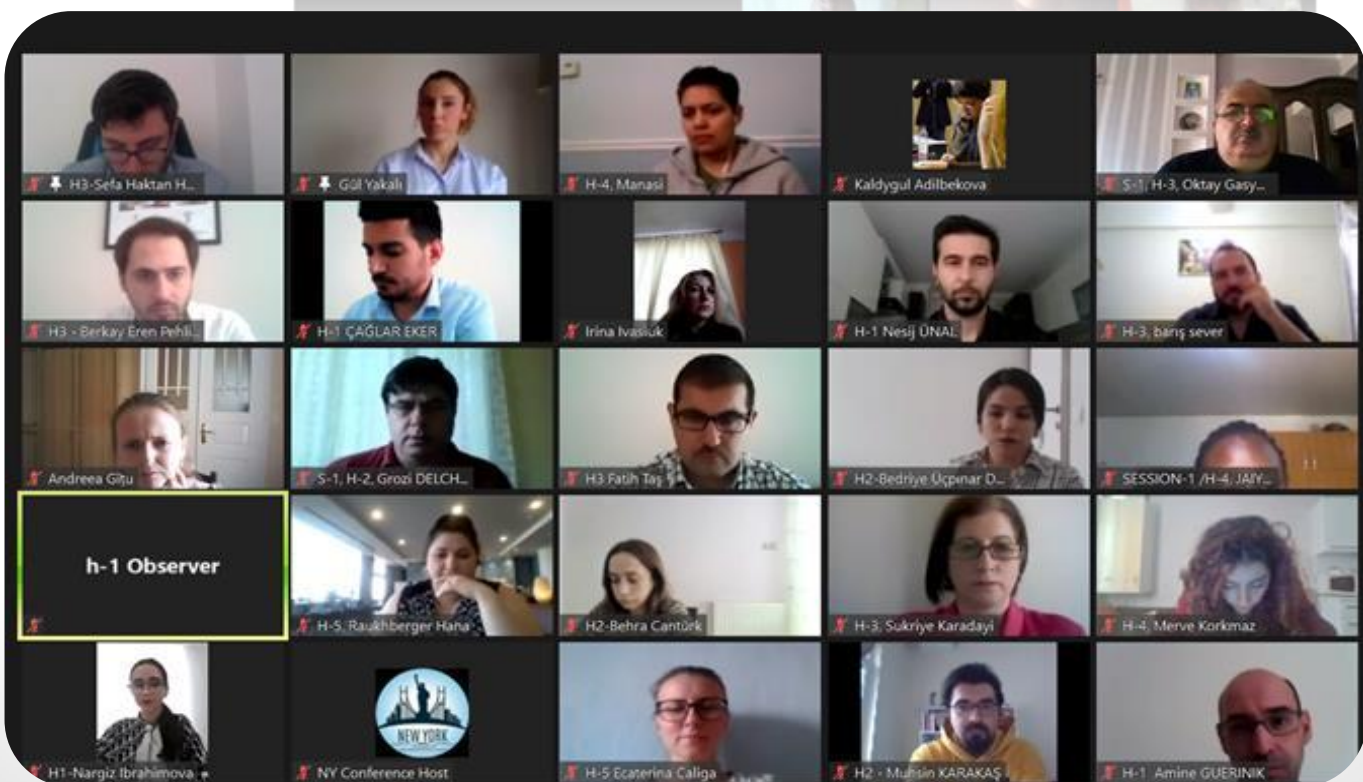 H3-Sefa Haktan H...
Gül Yakalı
H-4, Manasi
Kaldygul Adilbekova
S-1, H-3, Oktay Gasy...
H3 - Berkay Eren Pehli...
H-1 ÇAĞLAR EKER
Irina Ivasiuk
H-1 Nesij ÜNAL
H-3, barış sever
Andreea Gîțu
S-1, H-2, Grozi DELCH...
H3 Fatih Taş
H2-Bedriye Üçpınar D...
SESSION-1 /H-4, JAIY...
h-1 Observer
H-5, Raukhberger Hana
H2-Behra Cantürk
H-3, Sukriye Karadayi
H-4, Merve Korkmaz
H1-Nargiz Ibrahimova
NEW YORK
NY Conference Host
H-5 Ecaterina Caliga
H2 - Muhsin KARAKAŞ
H-1 Amine GUERINIK